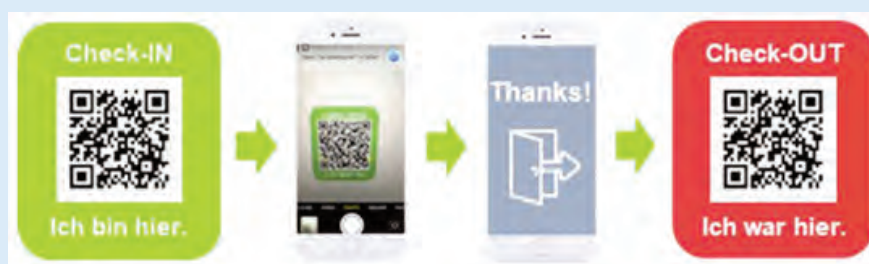 Check-IN
Ich bin hier.
Thanks!
Check-OUT
Ich war hier.